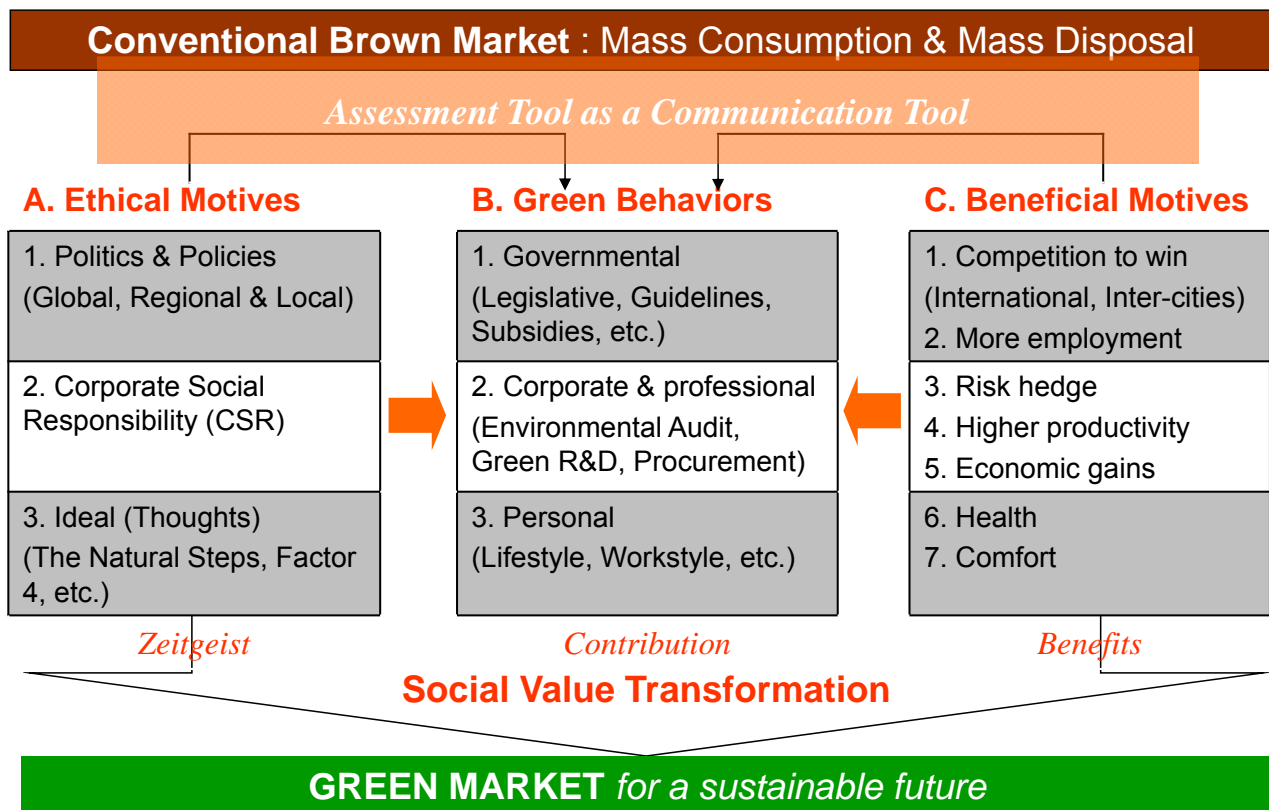 Conventional Brown Market : Mass Consumption & Mass Disposal
Assessment Tool as a Communication Tool
A. Ethical Motives
1. Politics & Policies
(Global, Regional & Local)
2. Corporate Social
Responsibility (CSR)
3. Ideal (Thoughts)
(The Natural Steps, Factor
4, etc.)
Zeitgeist
B. Green Behaviors
1. Governmental
(Legislative, Guidelines,
Subsidies, etc.)
2. Corporate & professional
(Environmental Audit,
Green R&D, Procurement)
3. Personal
(Lifestyle, Workstyle, etc.)
Contribution
C. Beneficial Motives
1. Competition to win
(International, Inter-cities)
2. More employment
3. Risk hedge
4. Higher productivity
5. Economic gains
6. Health
7. Comfort
Benefits
Social Value Transformation
GREEN MARKET for a sustainable future